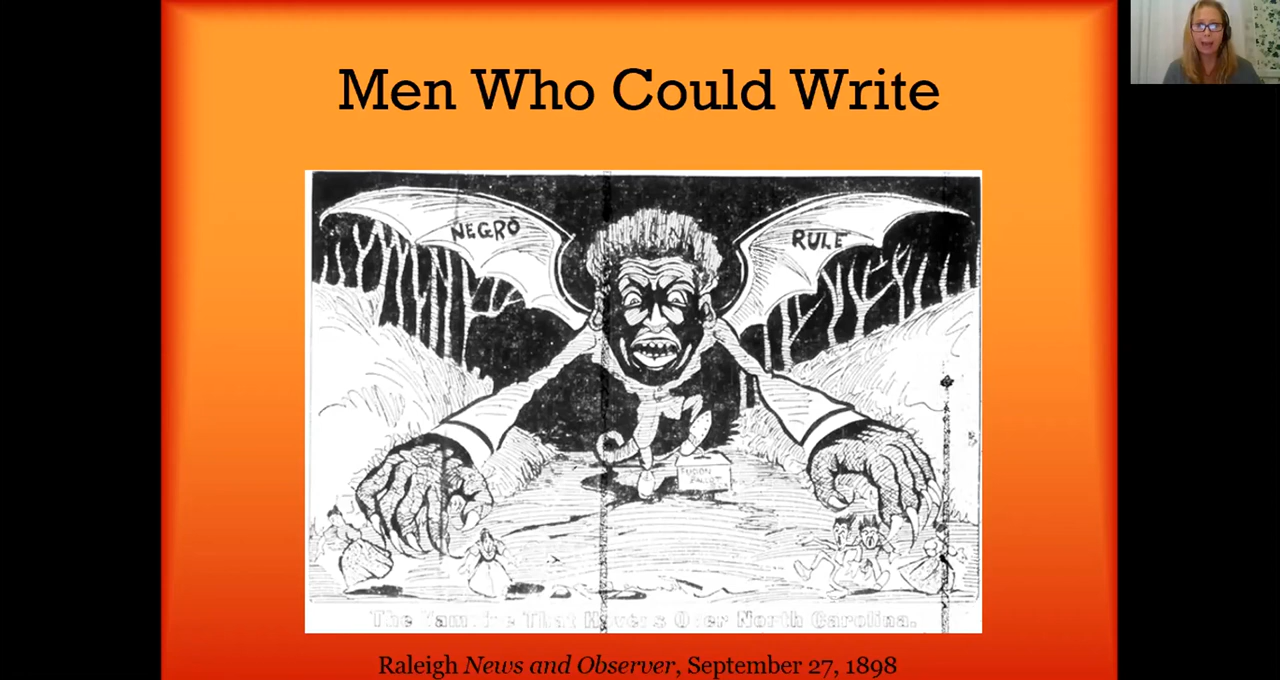 Men Who Could Write
NEGRO
RULE
FUSION
The Vampire That Hovers Over North Carolina.
Raleigh News and Observer, September 27, 1898